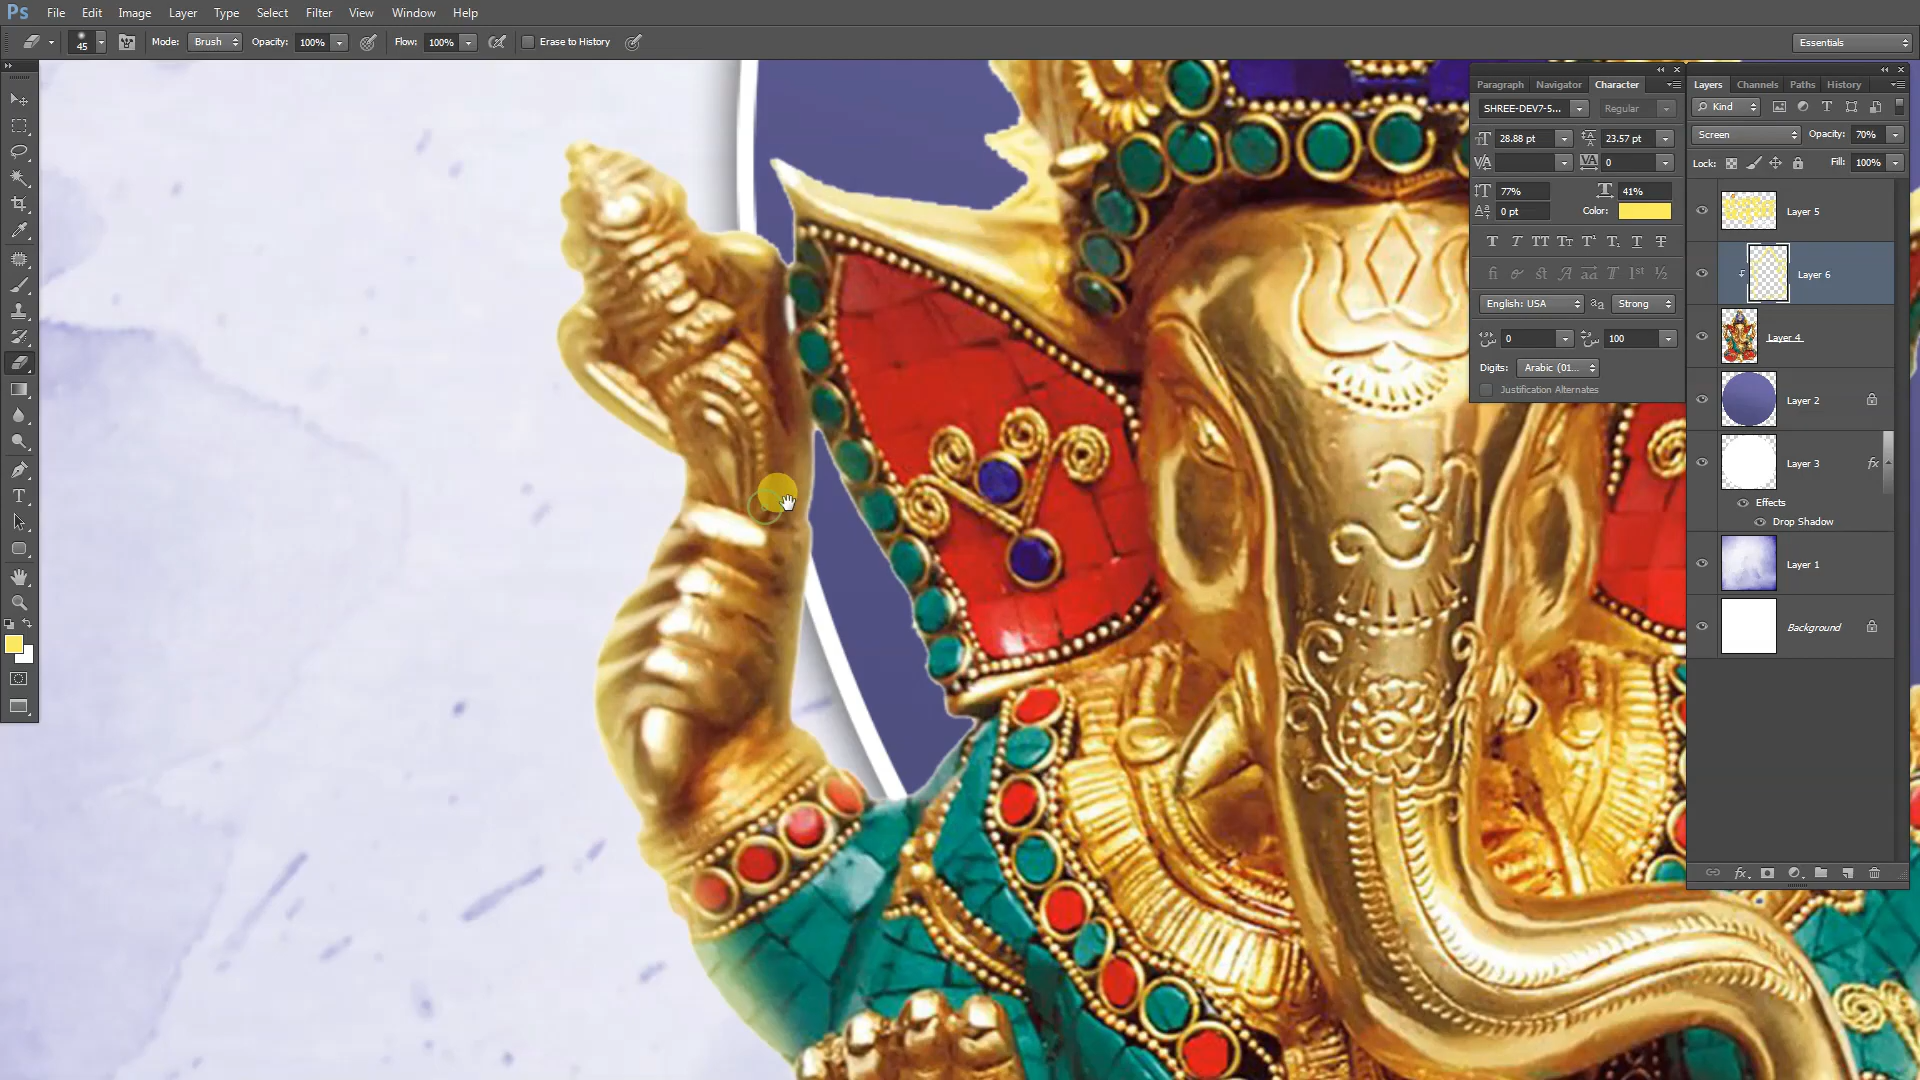 Ps File Edit Image Layer Type Select Filter View Window Help
45 Mode: Brush Opacity: 100% Flow: 100% Erase to History Essentials
Paragraph Navigator Character
SHREE-DEV7-5... Regular
28.88 pt 23.57 pt
0
77% 41%
0 pt Color:
English: USA Strong
0 100
Digits: Arabic (01...
Justification Alternates
Layers Channels Paths History
Kind
Screen Opacity: 70%
Lock: Fill: 100%
Layer 5
Layer 6
Layer 4
Layer 2
Layer 3 fx
Effects
Drop Shadow
Layer 1
Background